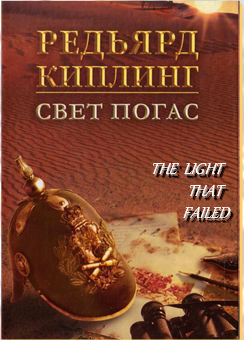 РЕДЬЯРД
КИПЛИНГ
СВЕТ ПОГАС
THE LIGHT
THAT
FAILED